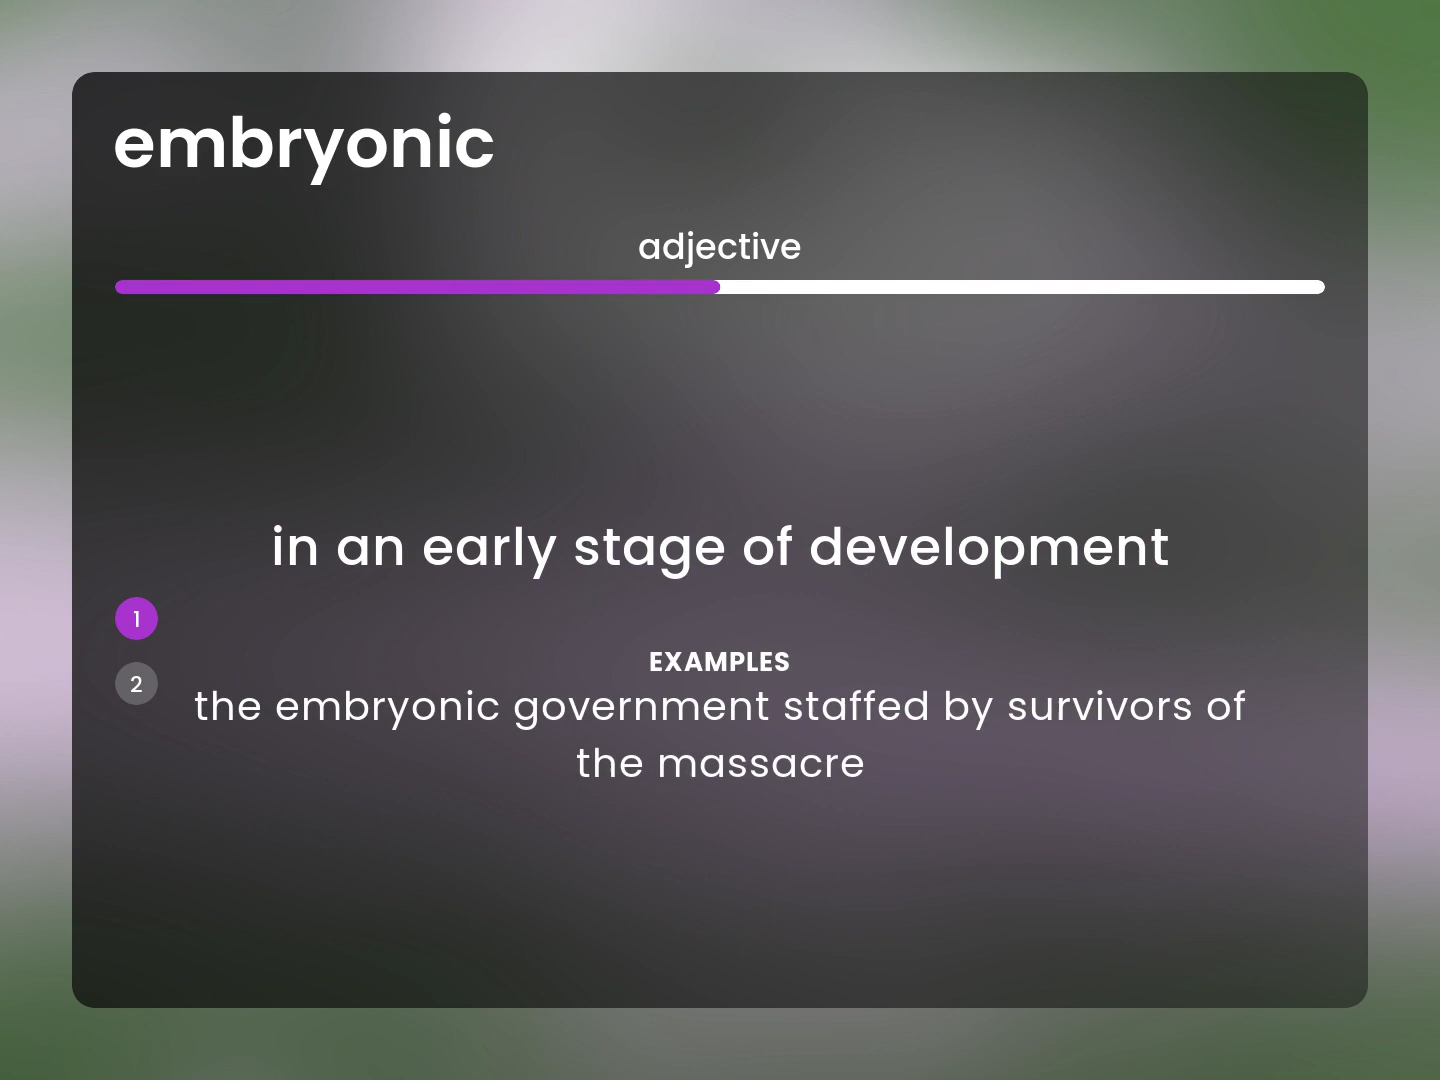 embryonic
adjective
in an early stage of development
1
EXAMPLES
2
the embryonic government staffed by survivors of
the massacre